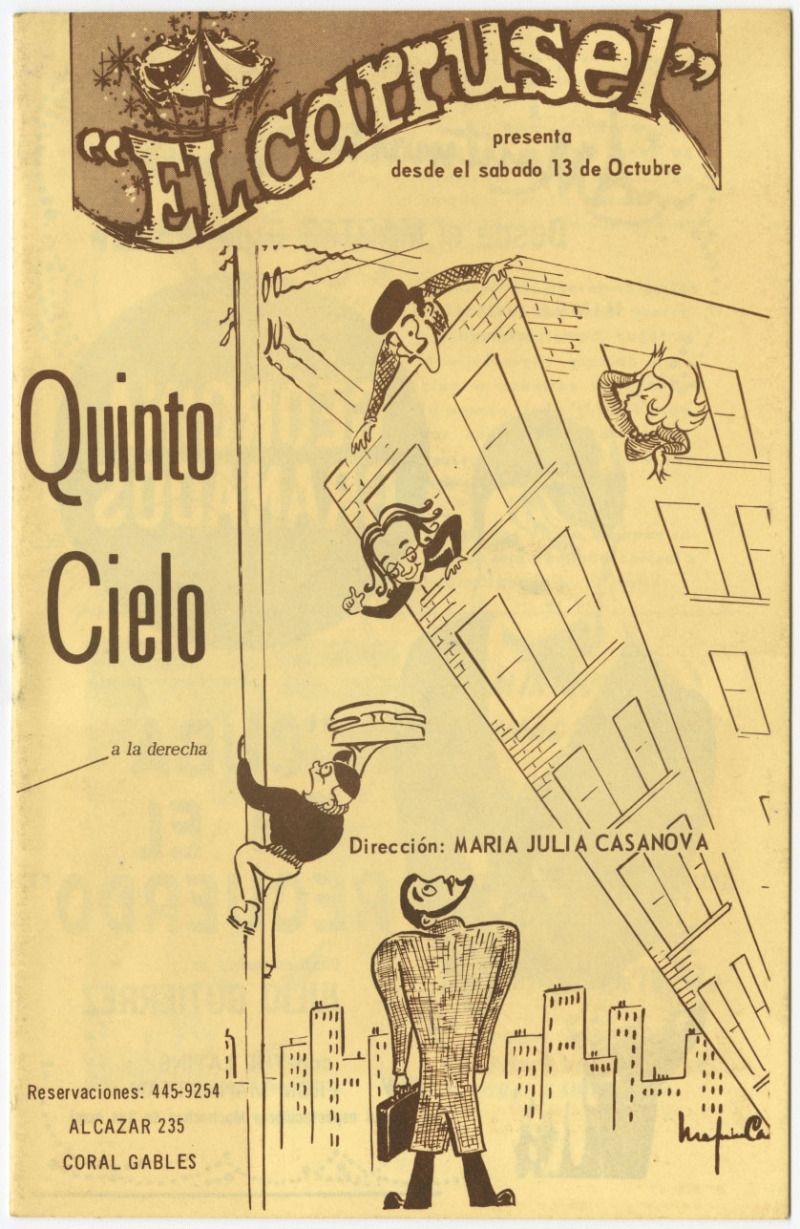 "EL carrusel"
presenta
desde el sabado 13 de Octubre
Quinto
Cielo
a la derecha
Dirección: MARIA JULIA CASANOVA
Reservaciones: 445-9254
ALCAZAR 235
CORAL GABLES